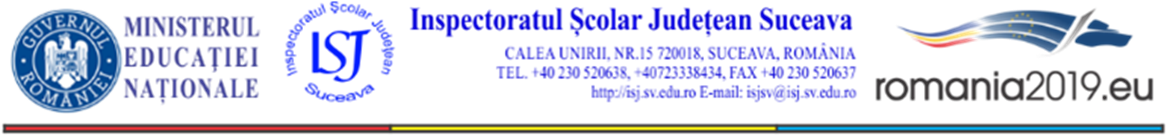 GUVERNUL ROMÂNIEI
MINISTERUL
EDUCAȚIEI
NAȚIONALE
Inspectoratul Școlar Județean
Suceava
ISJ
Inspectoratul Școlar Județean Suceava
CALEA UNIRII, NR.15 720018, SUCEAVA, ROMÂNIA
TEL. +40 230 520638, +40723338434, FAX +40 230 520637
http://isj.sv.edu.ro E-mail: isjsv@isj.sv.edu.ro
romania2019.eu